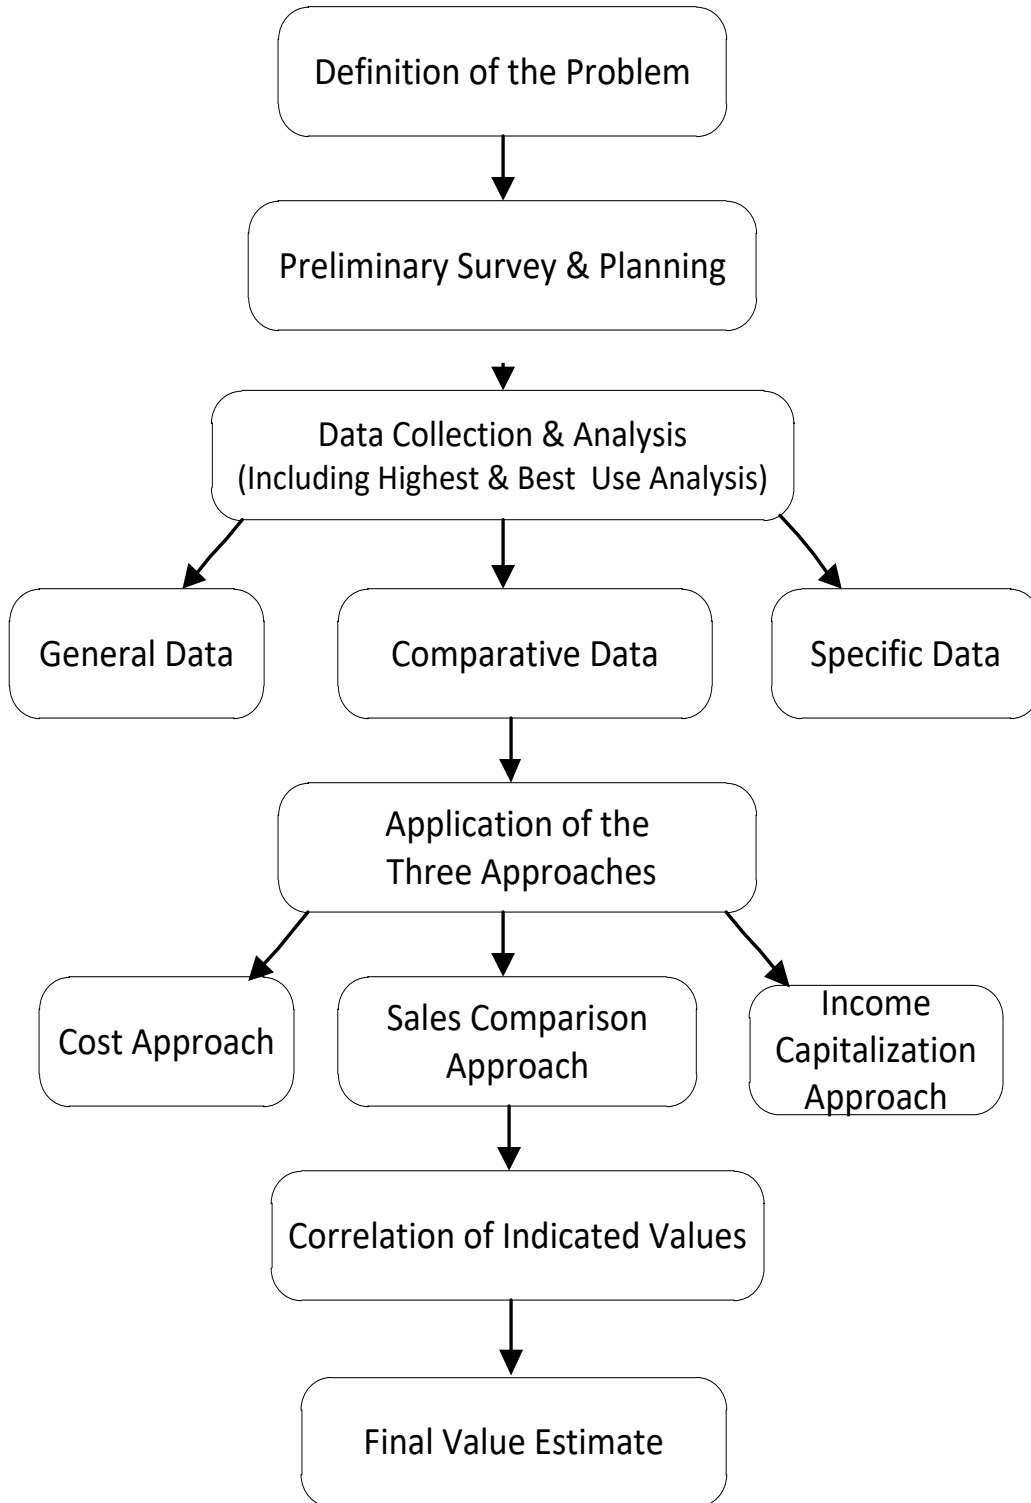 Definition of the Problem
Preliminary Survey & Planning
Data Collection & Analysis
(Including Highest & Best Use Analysis)
General Data
Comparative Data
Specific Data
Application of the
Three Approaches
Cost Approach
Sales Comparison
Approach
Income
Capitalization
Approach
Correlation of Indicated Values
Final Value Estimate